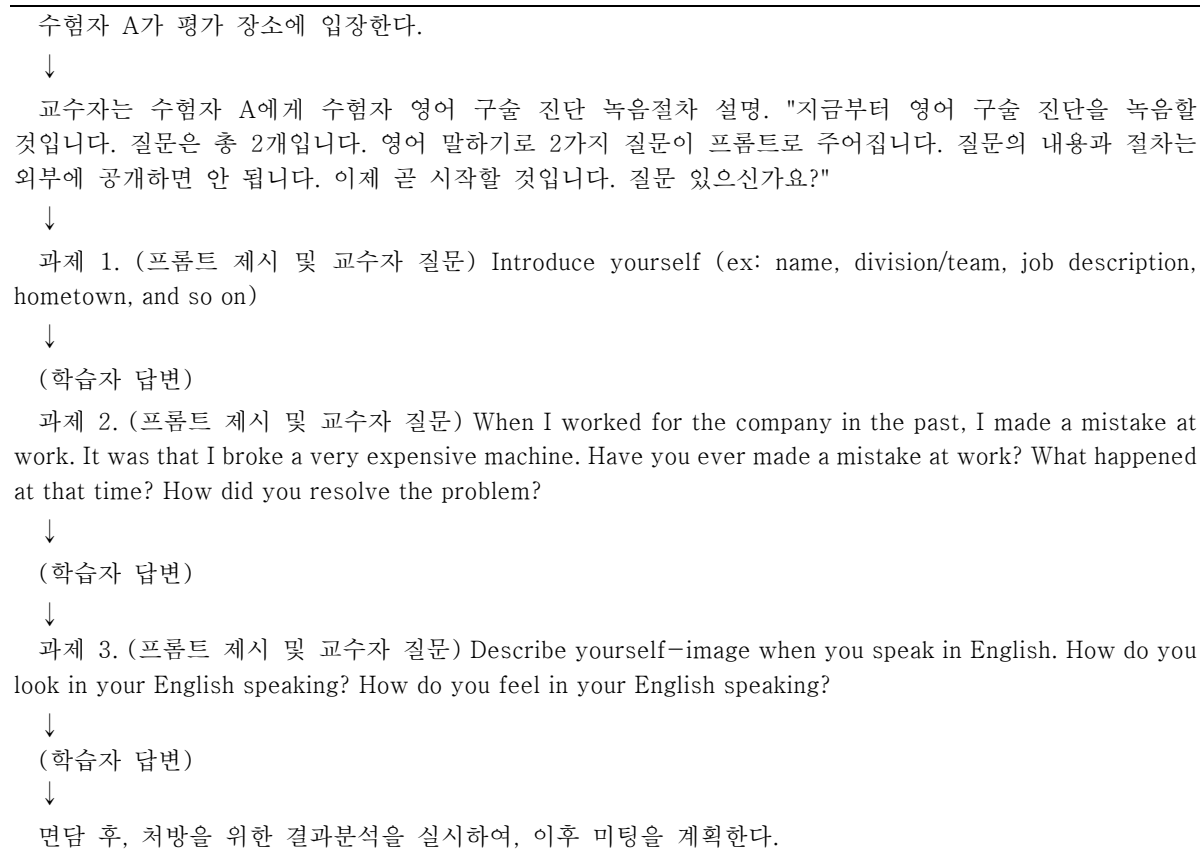 수험자 A가 평가 장소에 입장한다.
↓
교수자는 수험자 A에게 수험자 영어 구술 진단 녹음절차 설명. "지금부터 영어 구술 진단을 녹음할
것입니다. 질문은 총 2개입니다. 영어 말하기로 2가지 질문이 프롬트로 주어집니다. 질문의 내용과 절차는
외부에 공개하면 안 됩니다. 이제 곧 시작할 것입니다. 질문 있으신가요?"
↓
과제 1. (프롬트 제시 및 교수자 질문) Introduce yourself (ex: name, division/team, job description,
hometown, and so on)
↓
(학습자 답변)
과제 2. (프롬트 제시 및 교수자 질문) When I worked for the company in the past, I made a mistake at
work. It was that I broke a very expensive machine. Have you ever made a mistake at work? What happened
at that time? How did you resolve the problem?
↓
(학습자 답변)
↓
과제 3. (프롬트 제시 및 교수자 질문) Describe yourself-image when you speak in English. How do you
look in your English speaking? How do you feel in your English speaking?
↓
(학습자 답변)
↓
면담 후, 처방을 위한 결과분석을 실시하여, 이후 미팅을 계획한다.